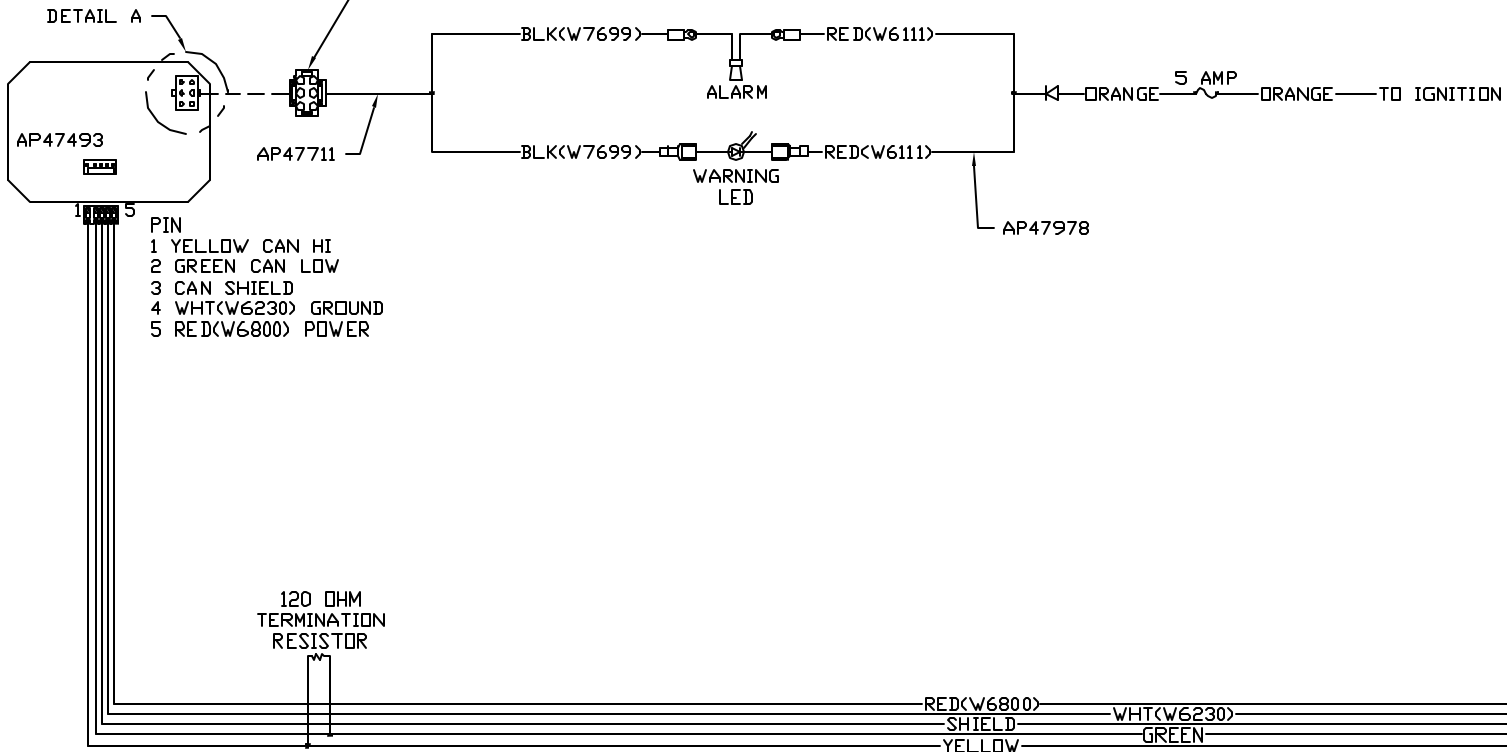 DETAIL A
BLK(W7699)
RED(W6111)
ALARM
ORANGE
5 AMP
ORANGE
TO IGNITION
AP47493
AP47711
BLK(W7699)
RED(W6111)
WARNING
LED
AP47978
1
5
PIN
1 YELLOW CAN HI
2 GREEN CAN LOW
3 CAN SHIELD
4 WHT(W6230) GROUND
5 RED(W6800) POWER
120 OHM
TERMINATION
RESISTOR
RED(W6800)
WHT(W6230)
SHIELD
GREEN
YELLOW